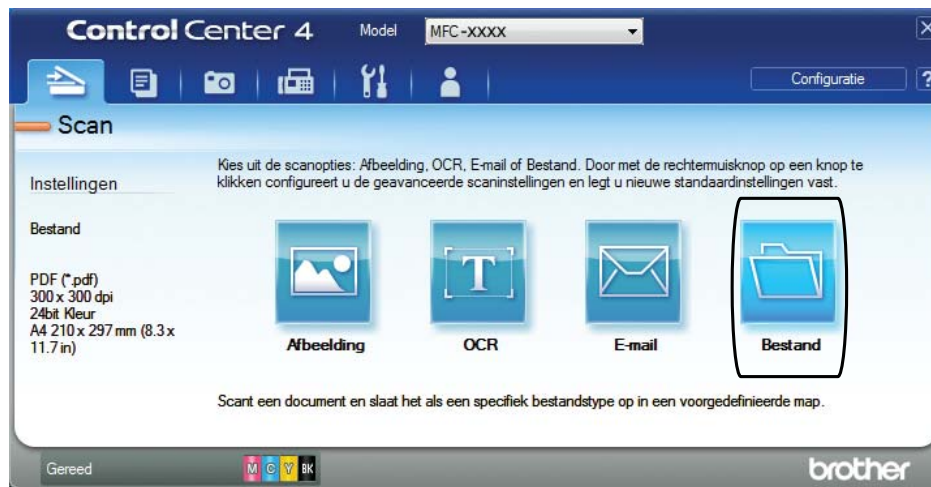 ControlCenter 4 Model MFC-XXXX X
Configuratie ?
Scan
Kies uit de scanopties: Afbeelding, OCR, E-mail of Bestand. Door met de rechtermuisknop op een knop te
klikken configureert u de geavanceerde scaninstellingen en legt u nieuwe standaardinstellingen vast.
Instellingen
Bestand
PDF (*.pdf)
300 x 300 dpi
24bit Kleur
A4 210 x 297 mm (8.3 x
11.7 in)
T
Afbeelding OCR E-mail Bestand
Scant een document en slaat het als een specifiek bestandstype op in een voorgedefinieerde map.
Gereed M C Y BK brother